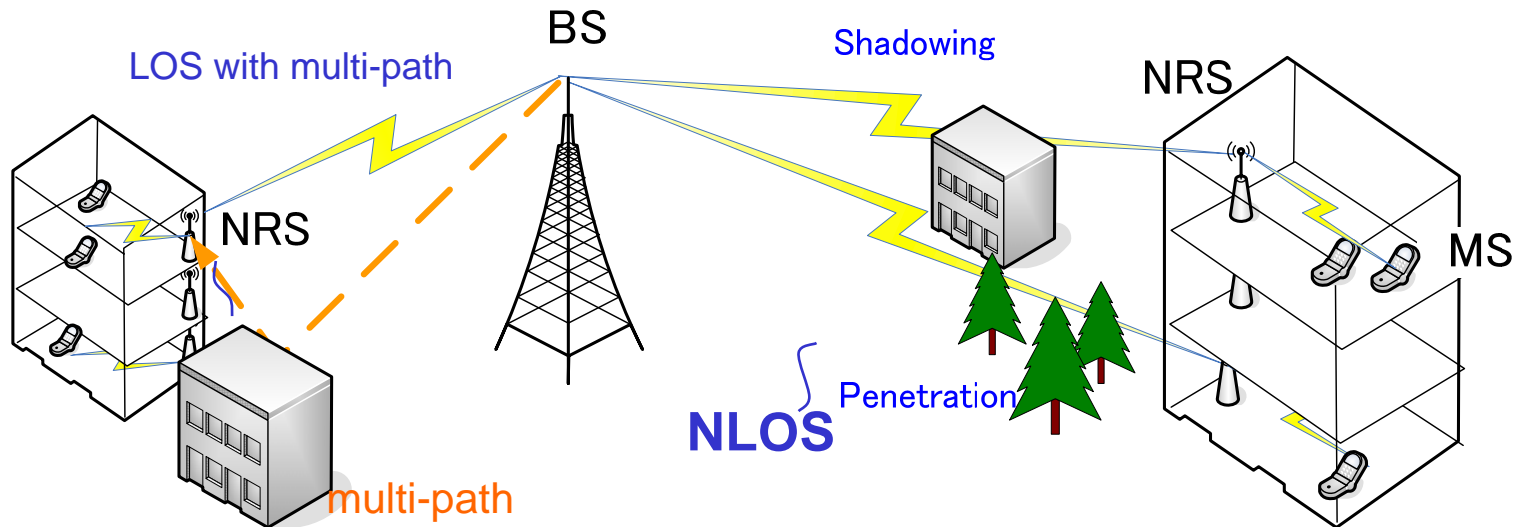 BS
Shadowing
LOS with multi-path
NRS
NRS
MS
Penetration
NLOS
multi-path